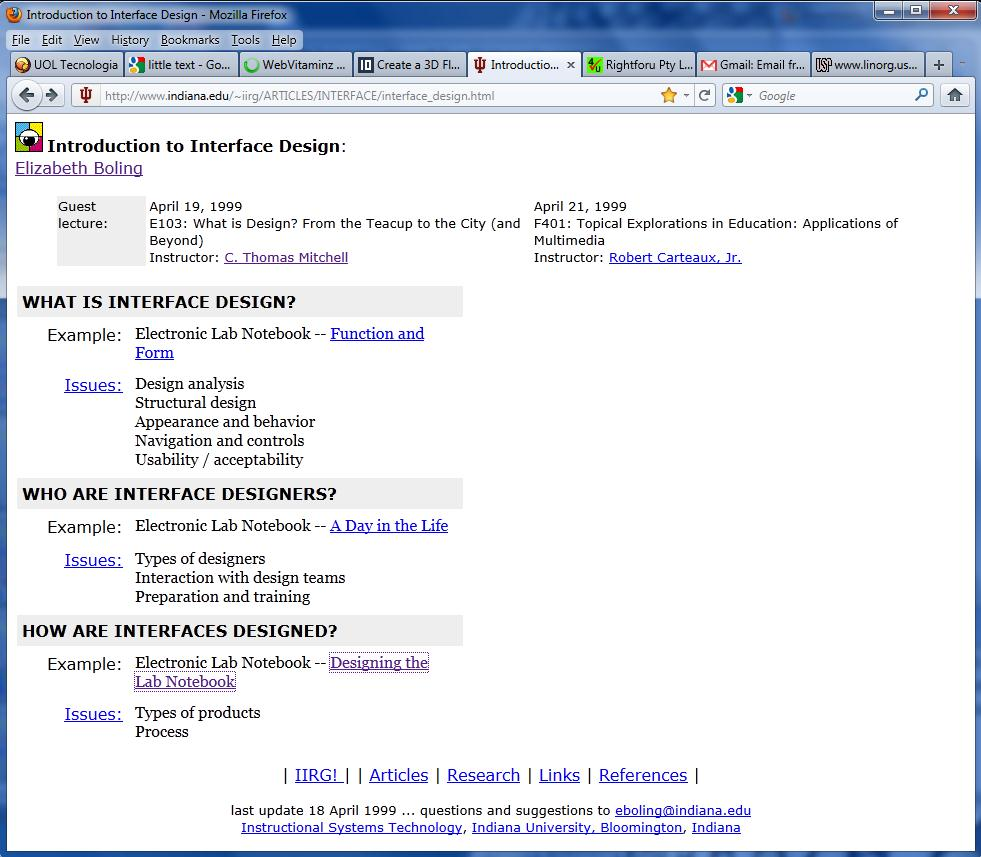 Introduction to Interface Design - Mozilla Firefox
File Edit View History Bookmarks Tools Help
UOL Tecnologia little text - Go... WebVitaminz ... Create a 3D Fl... Introductio... Rightforu Pty L... Gmail: Email fr... www.linorg.us...
http://www.indiana.edu/~iirg/ARTICLES/INTERFACE/interface_design.html Google
Introduction to Interface Design:
Elizabeth Boling
Guest lecture:
April 19, 1999
E103: What is Design? From the Teacup to the City (and
Beyond)
Instructor: C. Thomas Mitchell
April 21, 1999
F401: Topical Explorations in Education: Applications of
Multimedia
Instructor: Robert Carteaux, Jr.
WHAT IS INTERFACE DESIGN?
Example: Electronic Lab Notebook -- Function and
Form
Issues: Design analysis
Structural design
Appearance and behavior
Navigation and controls
Usability / acceptability
WHO ARE INTERFACE DESIGNERS?
Example: Electronic Lab Notebook -- A Day in the Life
Issues: Types of designers
Interaction with design teams
Preparation and training
HOW ARE INTERFACES DESIGNED?
Example: Electronic Lab Notebook -- Designing the
Lab Notebook
Issues: Types of products
Process
| IIRG! | | Articles | Research | Links | References |
last update 18 April 1999 ... questions and suggestions to eboling@indiana.edu
Instructional Systems Technology, Indiana University, Bloomington, Indiana